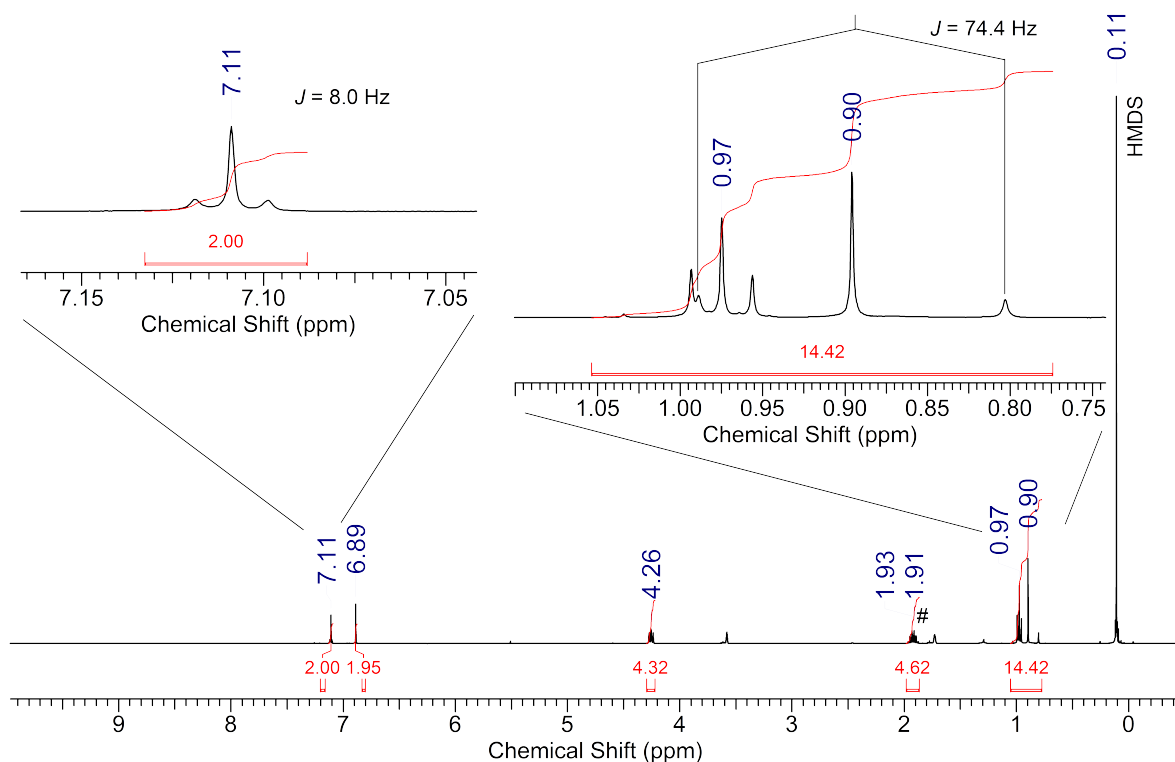 7.11
J = 8.0 Hz
2.00
7.15 7.10 7.05
Chemical Shift (ppm)
J = 74.4 Hz
0.97
0.90
14.42
1.05 1.00 0.95 0.90 0.85 0.80 0.75
Chemical Shift (ppm)
0.11
HMDS
7.11
6.89
4.26
1.93
1.91
#
0.97
0.90
2.00 1.95 4.32 4.62 14.42
9 8 7 6 5 4 3 2 1 0
Chemical Shift (ppm)